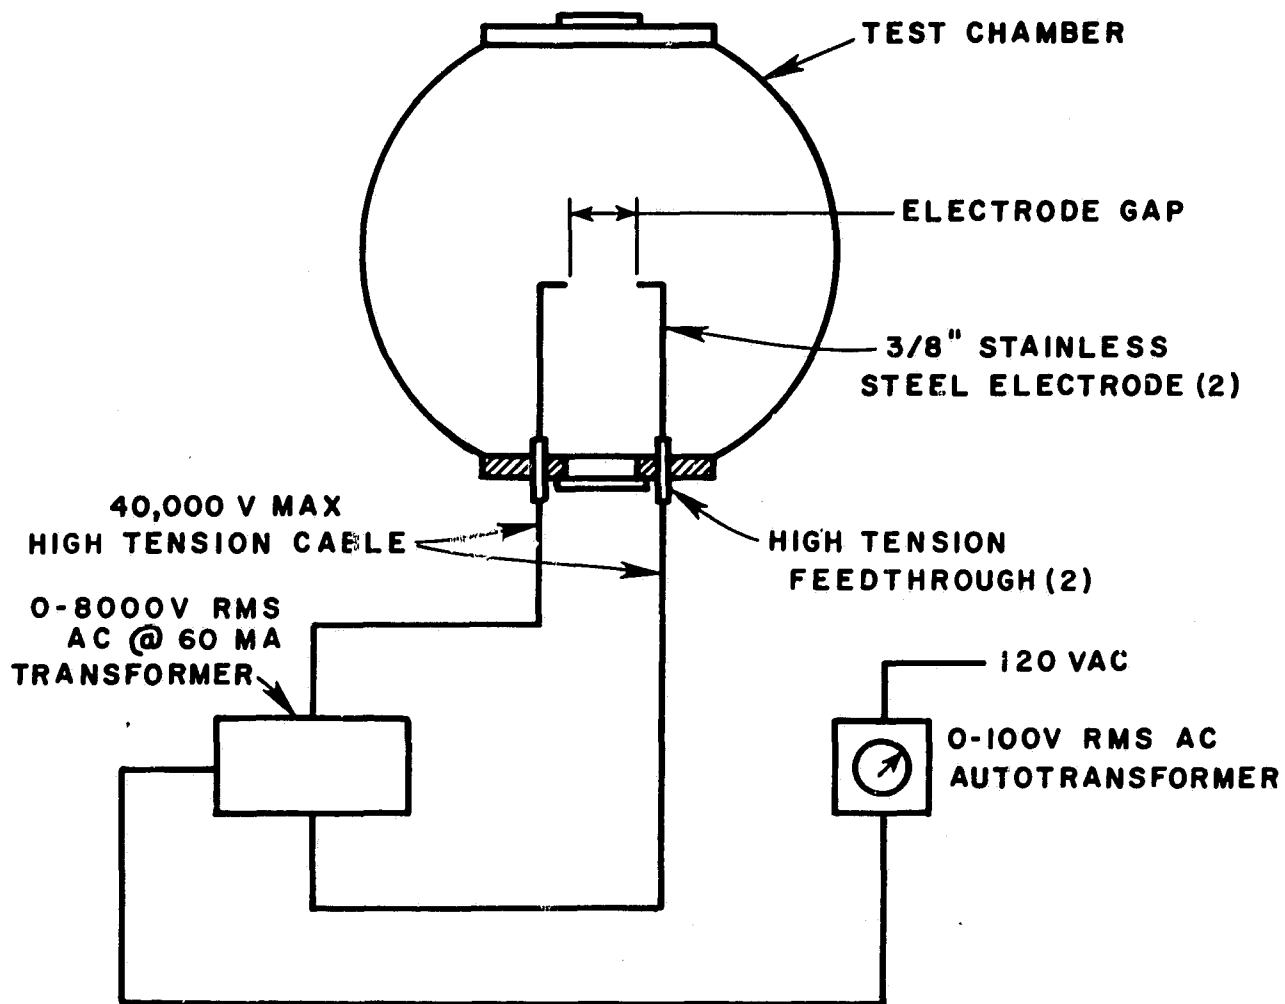 TEST CHAMBER
ELECTRODE GAP
3/8" STAINLESS
STEEL ELECTRODE (2)
40,000 V MAX
HIGH TENSION CABLE
HIGH TENSION
FEEDTHROUGH (2)
0-8000V RMS
AC @ 60 MA
TRANSFORMER
120 VAC
0-100V RMS AC
AUTOTRANSFORMER